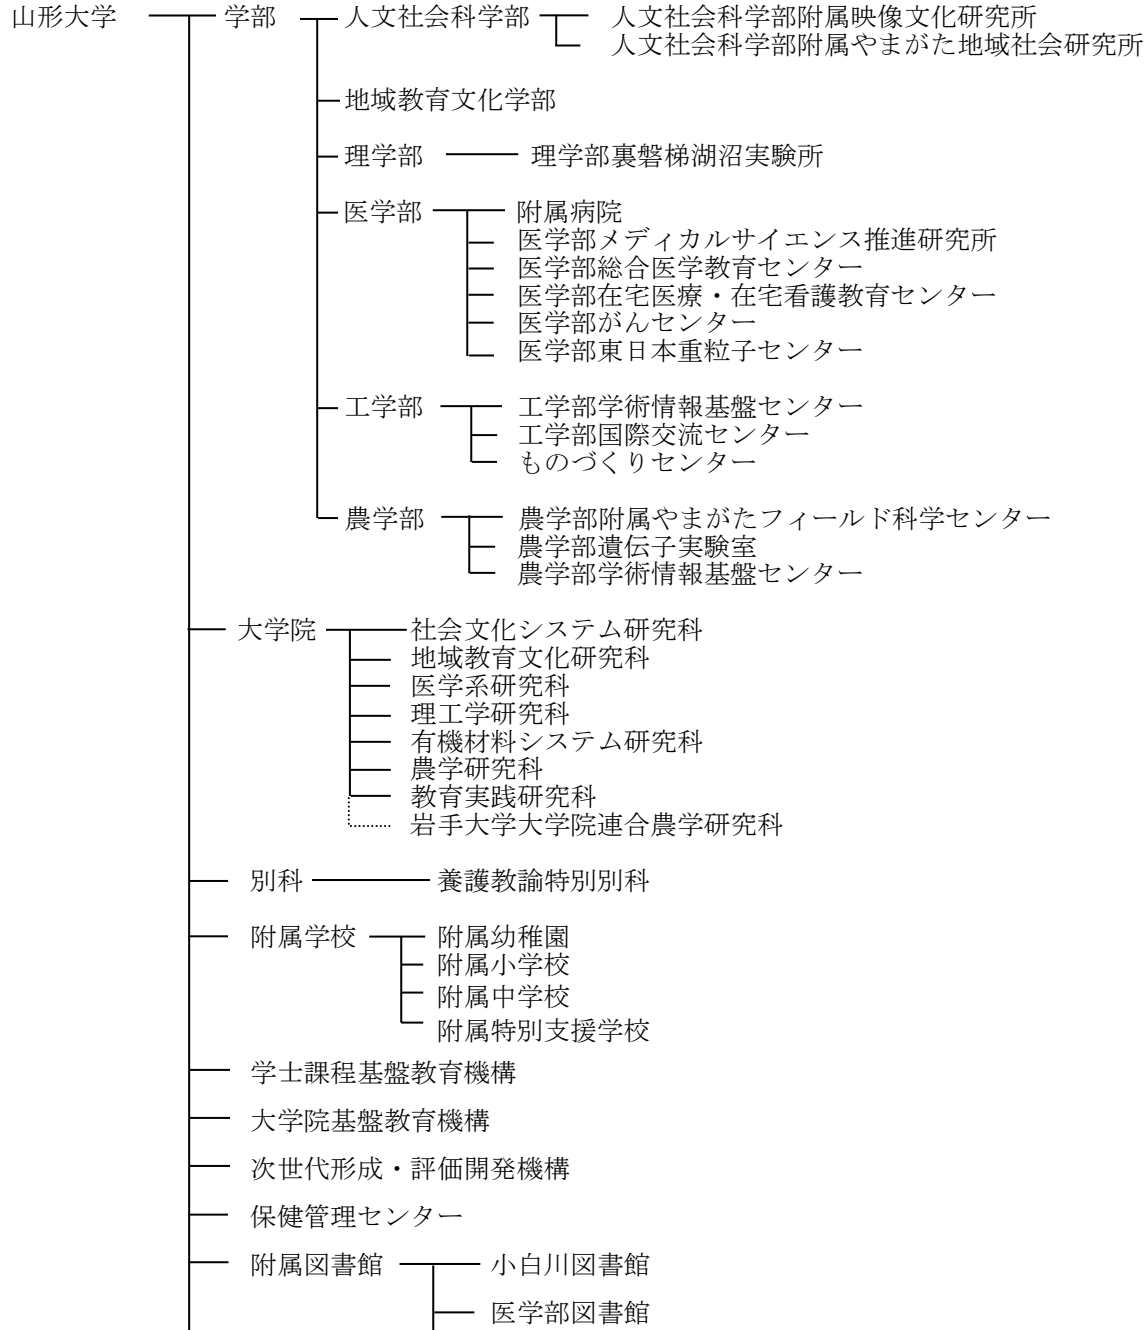 山形大学 学部 人文社会科学部 人文社会科学部附属映像文化研究所
人文社会科学部附属やまがた地域社会研究所
地域教育文化学部
理学部 理学部裏磐梯湖沼実験所
医学部 附属病院
医学部メディカルサイエンス推進研究所
医学部総合医学教育センター
医学部在宅医療・在宅看護教育センター
医学部がんセンター
医学部東日本重粒子センター
工学部 工学部学術情報基盤センター
工学部国際交流センター
ものづくりセンター
農学部 農学部附属やまがたフィールド科学センター
農学部遺伝子実験室
農学部学術情報基盤センター
大学院 社会文化システム研究科
地域教育文化研究科
医学系研究科
理工学研究科
有機材料システム研究科
農学研究科
教育実践研究科
岩手大学大学院連合農学研究科
別科 養護教諭特別別科
附属学校 附属幼稚園
附属小学校
附属中学校
附属特別支援学校
学士課程基盤教育機構
大学院基盤教育機構
次世代形成・評価開発機構
保健管理センター
附属図書館 小白川図書館
医学部図書館